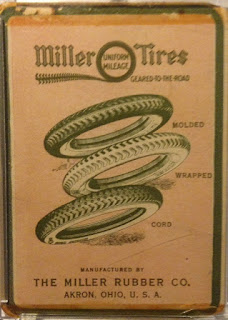 Miller Tires
UNIFORM
MILEAGE
GEARED-TO-THE-ROAD
MOLDED
WRAPPED
CORD
MANUFACTURED BY
THE MILLER RUBBER CO.
AKRON, OHIO, U. S. A.